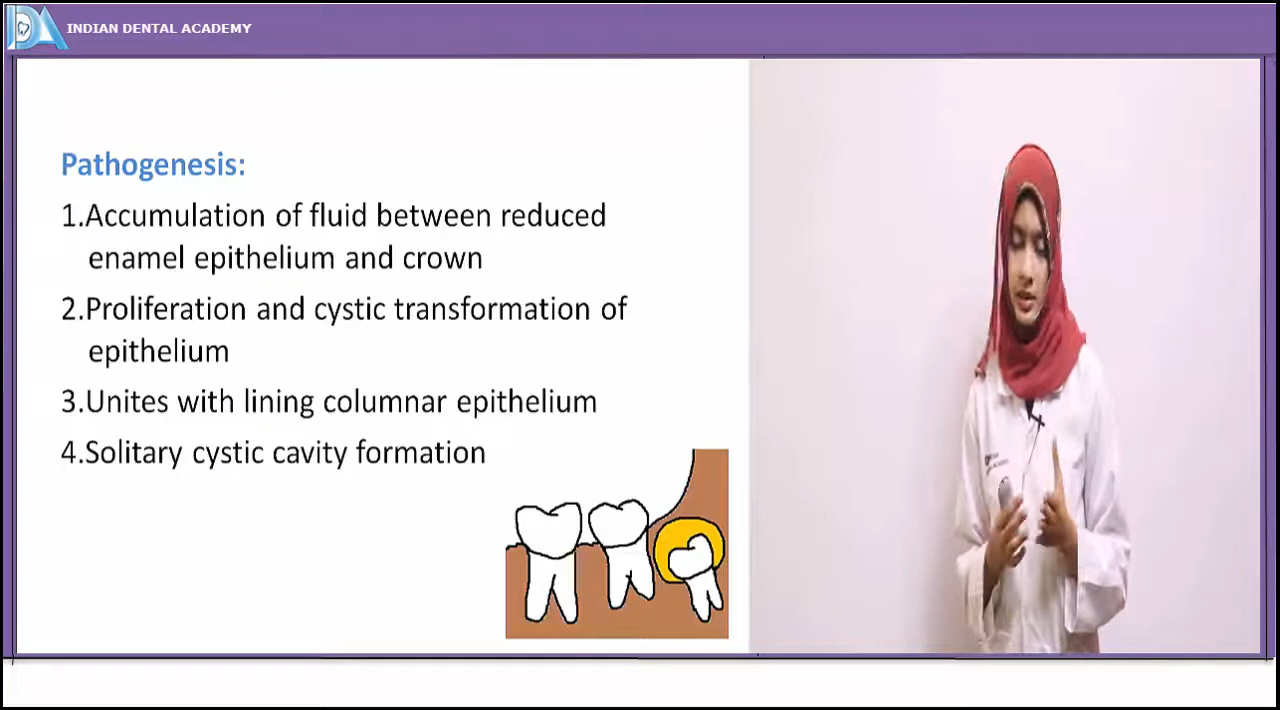 INDIAN DENTAL ACADEMY
Pathogenesis:
1.Accumulation of fluid between reduced
enamel epithelium and crown
2.Proliferation and cystic transformation of
epithelium
3.Unites with lining columnar epithelium
4.Solitary cystic cavity formation